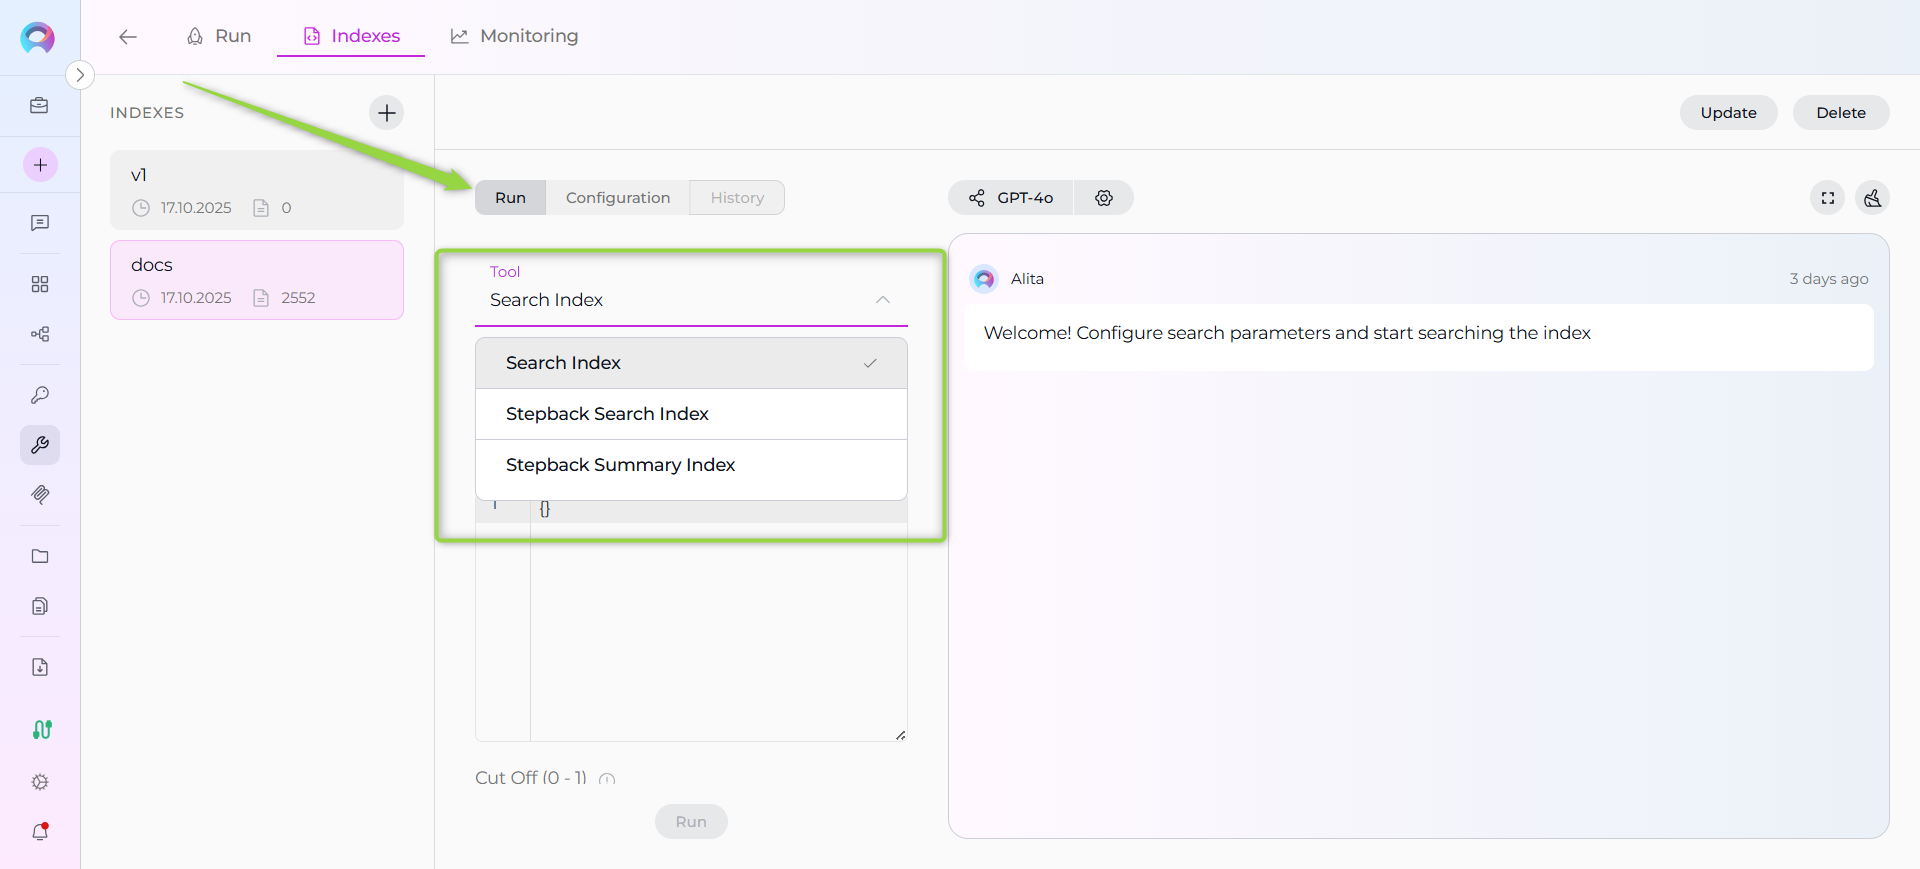 Run
Indexes
Monitoring
INDEXES
Update
Delete
v1
17.10.2025
0
docs
17.10.2025
2552
Run
Configuration
History
GPT-4o
Tool
Search Index
Search Index
Stepback Search Index
Stepback Summary Index
1
{}
Cut Off (0 - 1)
Run
Alita
3 days ago
Welcome! Configure search parameters and start searching the index